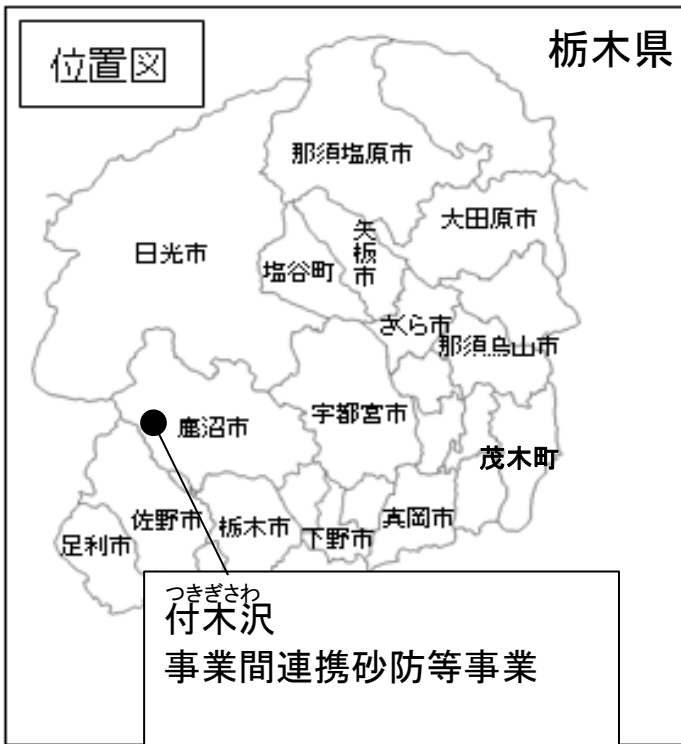 位置図
栃木県
那須塩原市
大田原市
矢板市
日光市
塩谷町
さくら市
那須烏山市
宇都宮市
鹿沼市
茂木町
佐野市
栃木市
真岡市
下野市
足利市
つきぎさわ
付木沢
事業間連携砂防等事業